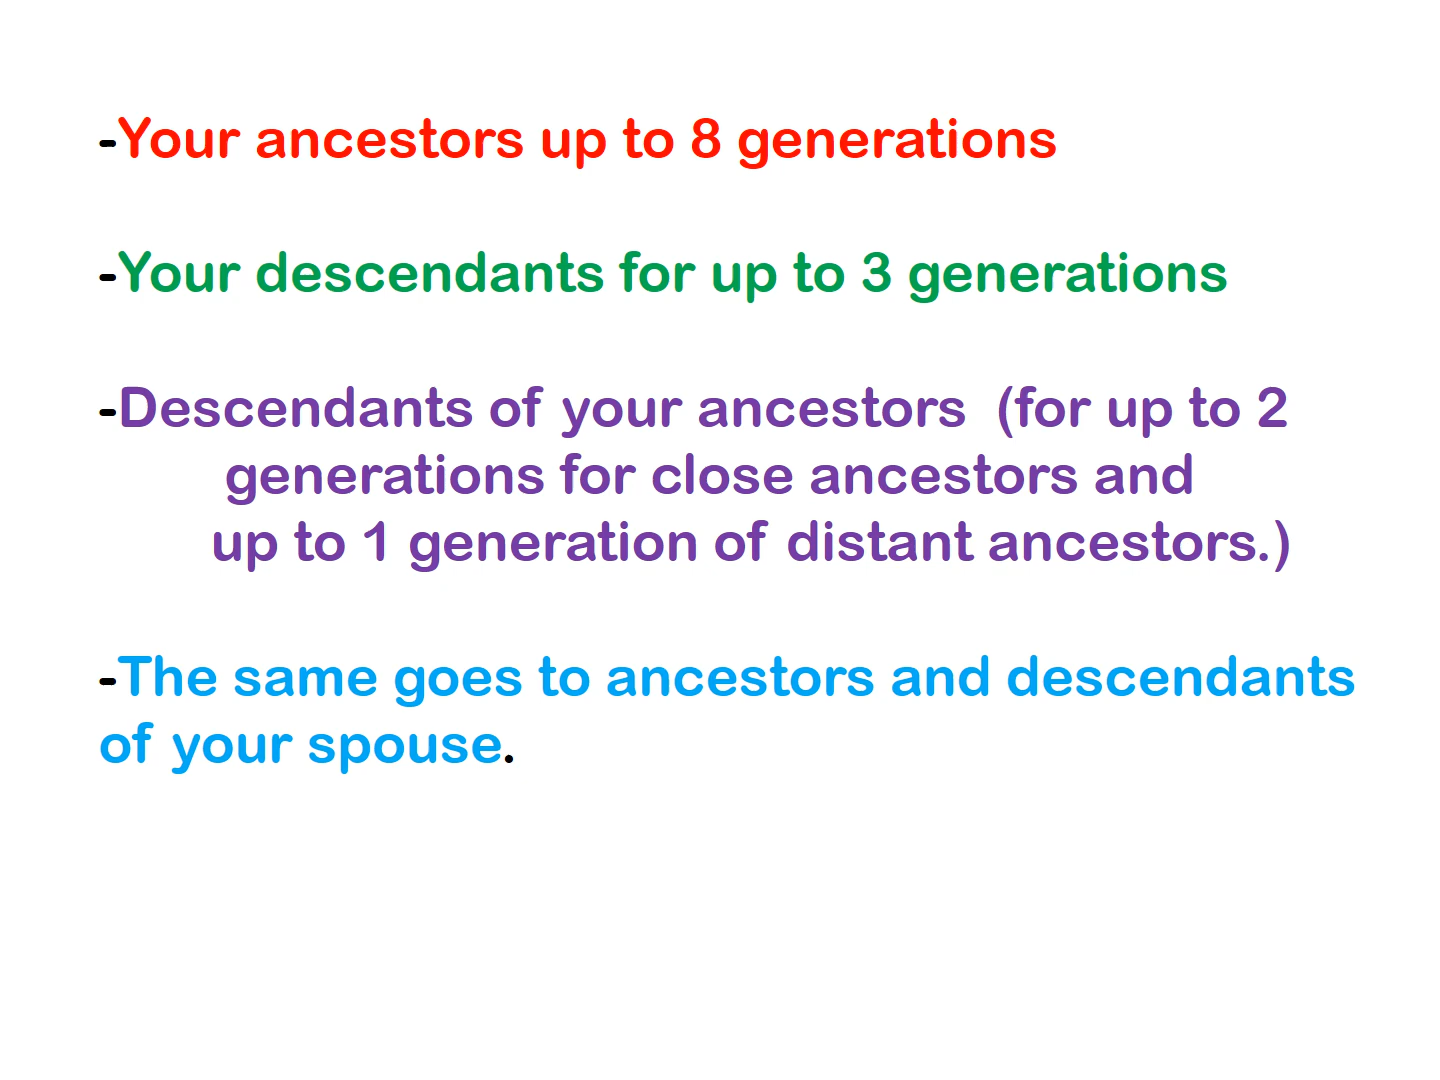 -Your ancestors up to 8 generations
-Your descendants for up to 3 generations
-Descendants of your ancestors (for up to 2
generations for close ancestors and
up to 1 generation of distant ancestors.)
-The same goes to ancestors and descendants
of your spouse.